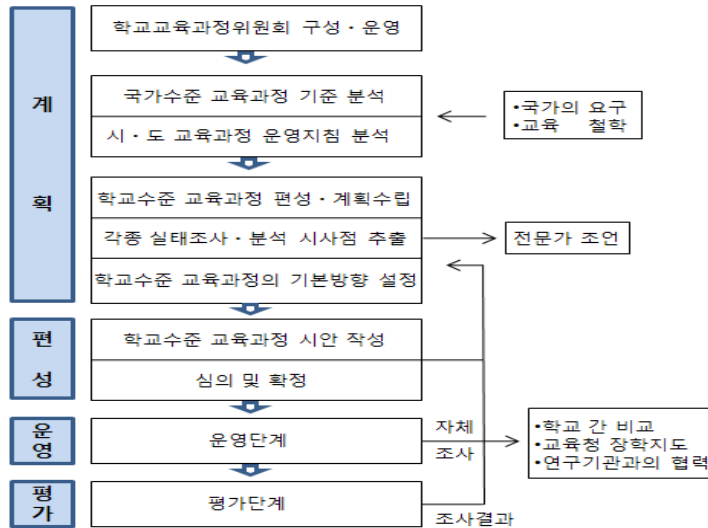 계
획
학교교육과정위원회 구성·운영
국가수준 교육과정 기준 분석
시·도 교육과정 운영지침 분석
•국가의 요구
•교육 철학
학교수준 교육과정 편성·계획수립
각종 실태조사·분석 시사점 추출
학교수준 교육과정의 기본방향 설정
전문가 조언
편
성
학교수준 교육과정 시안 작성
심의 및 확정
운
영
운영단계
자체
조사
•학교 간 비교
•교육청 장학지도
•연구기관과의 협력
평
가
평가단계
조사결과